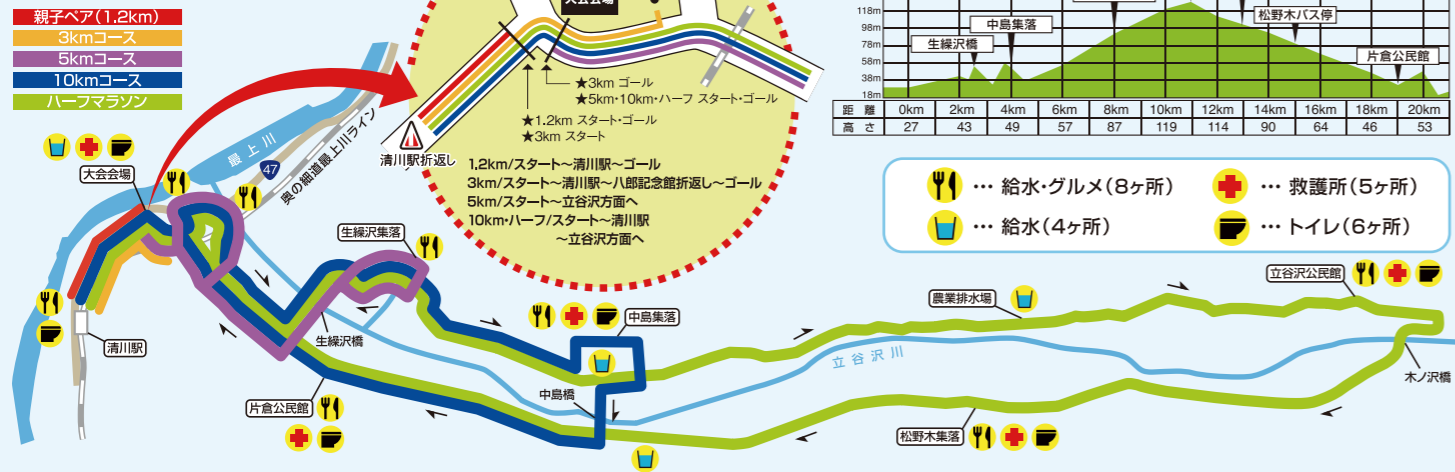 親子ペア(1.2km)
3kmコース
5kmコース
10kmコース
ハーフマラソン
大会会場
★3km ゴール
★5km・10km・ハーフ スタート・ゴール
★1.2km スタート・ゴール
★3km スタート
清川駅折返し
1,2km/スタート〜清川駅〜ゴール
3km/スタート〜清川駅〜八郎記念館折返し〜ゴール
5km/スタート〜立谷沢方面へ
10km・ハーフ/スタート〜清川駅
〜立谷沢方面へ
118m
98m
78m
58m
38m
18m
生繰沢橋
中島集落
松野木バス停
片倉公民館
距離 0km 2km 4km 6km 8km 10km 12km 14km 16km 18km 20km
高さ 27 43 49 57 87 119 114 90 64 46 53
… 給水・グルメ(8ヶ所)
… 救護所(5ヶ所)
… 給水(4ヶ所)
… トイレ(6ヶ所)
最上川
47
奥の細道最上川ライン
大会会場
清川駅
生繰沢集落
生繰沢橋
片倉公民館
中島集落
中島橋
農業排水場
立谷沢川
立谷沢公民館
木ノ沢橋
松野木集落